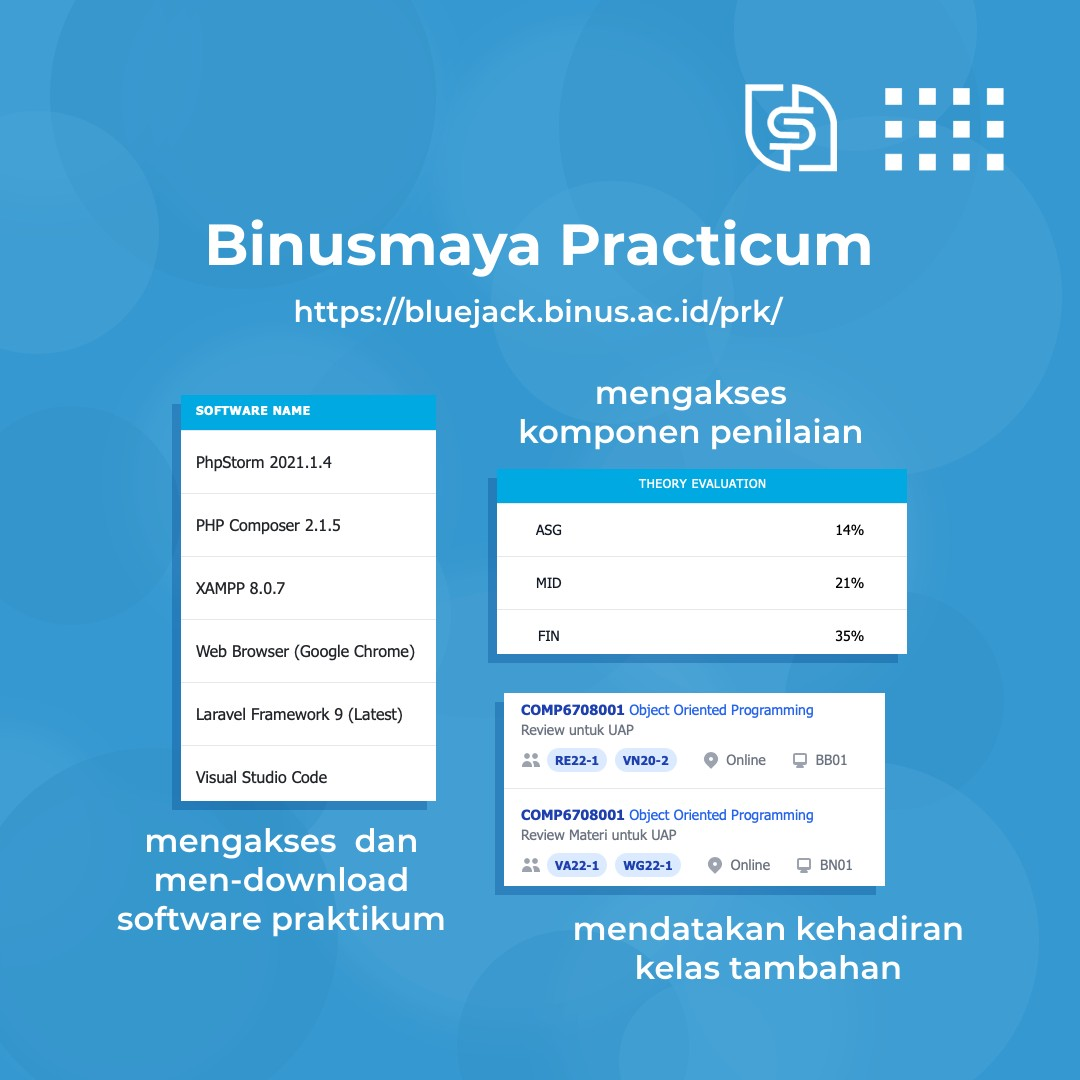 Binusmaya Practicum
https://bluejack.binus.ac.id/prk/
SOFTWARE NAME
PhpStorm 2021.1.4
PHP Composer 2.1.5
XAMPP 8.0.7
Web Browser (Google Chrome)
Laravel Framework 9 (Latest)
Visual Studio Code
mengakses dan
men-download
software praktikum
mengakses
komponen penilaian
THEORY EVALUATION
ASG 14%
MID 21%
FIN 35%
COMP6708001 Object Oriented Programming
Review untuk UAP
RE22-1 VN20-2 Online BB01
COMP6708001 Object Oriented Programming
Review Materi untuk UAP
VA22-1 WG22-1 Online BN01
mendatakan kehadiran
kelas tambahan